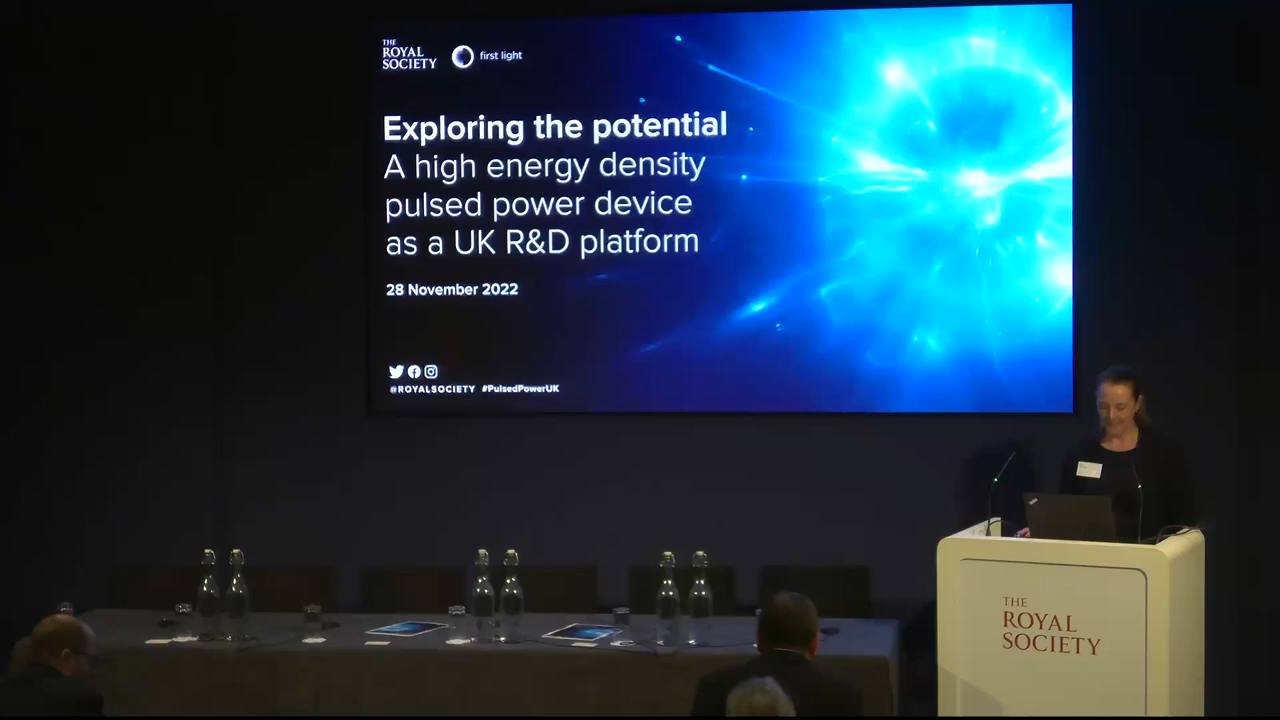 THE
ROYAL
SOCIETY
first light
Exploring the potential
A high energy density
pulsed power device
as a UK R&D platform
28 November 2022
@ROYALSOCIETY #PulsedPowerUK
THE
ROYAL
SOCIETY